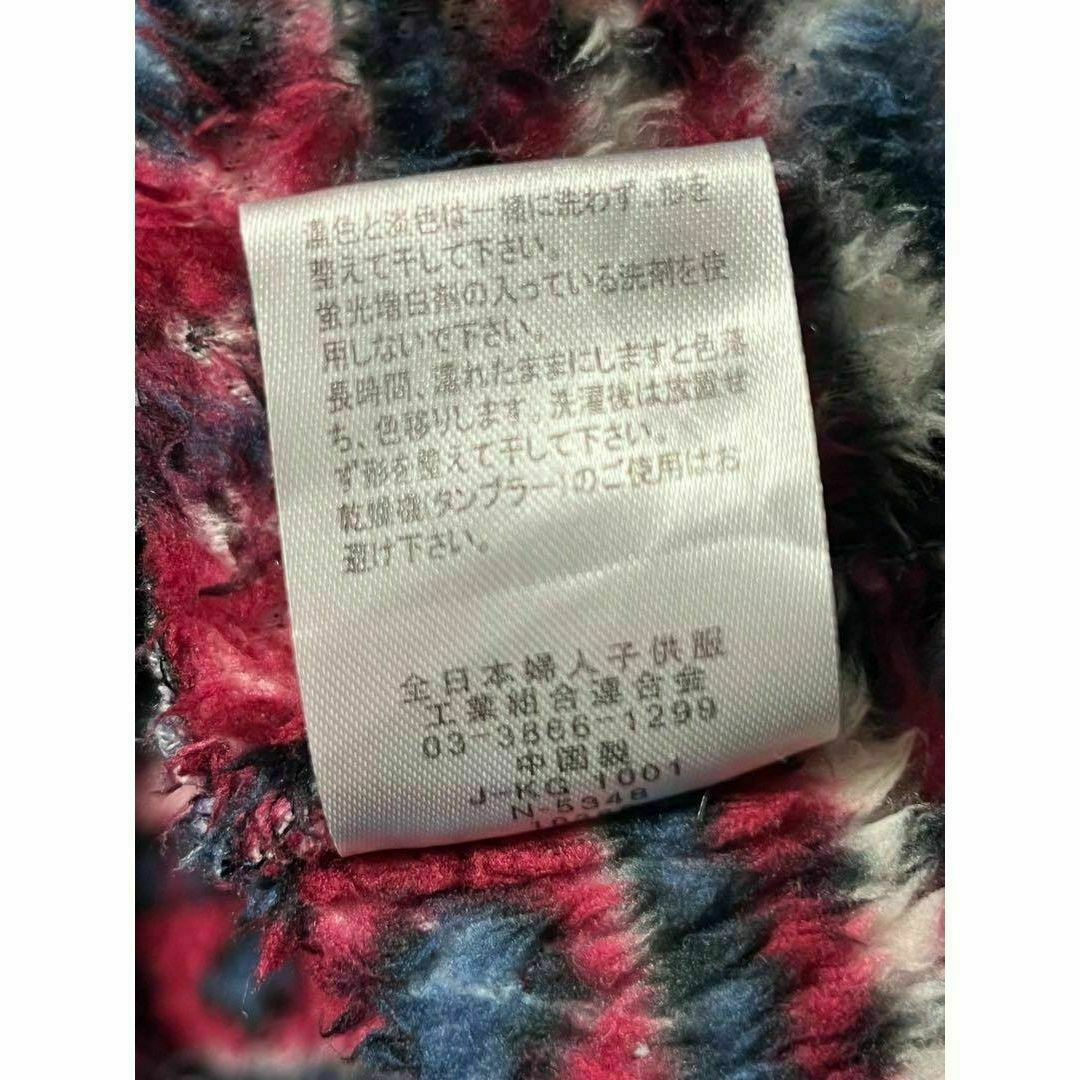 濃色と淡色は一緒に洗わず、形を
整えて干して下さい。
蛍光増白剤の入っている洗剤を使
用しないで下さい。
長時間、濡れたままにしますと色落
ち、色移りします。洗濯後は放置せ
ず形を整えて干して下さい。
乾燥機(タンブラー)のご使用はお
避け下さい。
全日本婦人子供服
工業組合連合会
03-3866-1299
中国製
J-KG 1001
N-5348